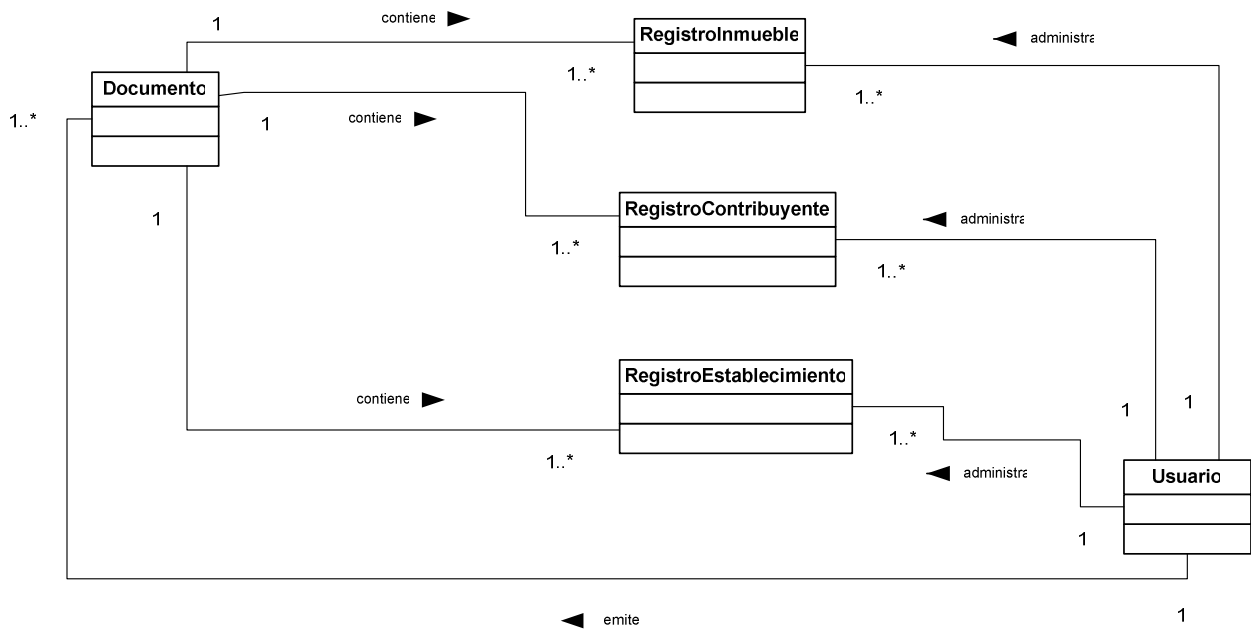 1
contiene
RegistroInmueble
administra
1..*
1..*
Documento
1..*
1
contiene
1
RegistroContribuyente
administra
1..*
1..*
RegistroEstablecimiento
contiene
1
1
1..*
1..*
administra
Usuario
1
1
emite